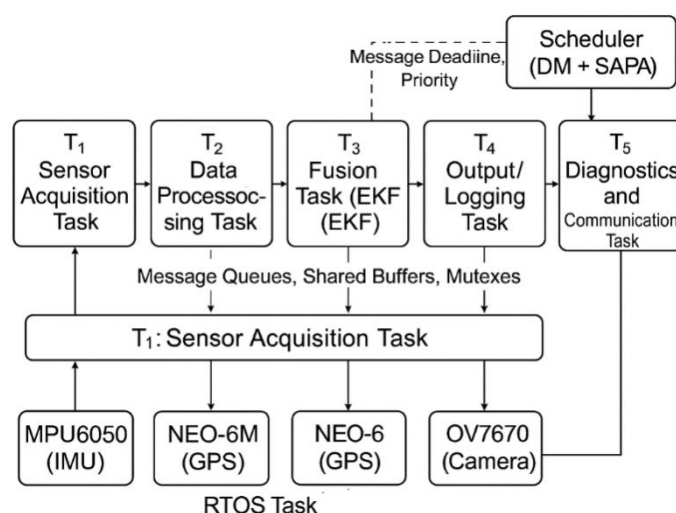 Message Deadiine,
Priority
Scheduler
(DM + SAPA)
T₁
Sensor
Acquisition
Task
T₂
Data
Processoc-
sing Task
T₃
Fusion
Task (EKF
(EKF)
T₄
Output/
Logging
Task
T₅
Diagnostics
and
Communication
Task
Message Queues, Shared Buffers, Mutexes
T₁: Sensor Acquisition Task
MPU6050
(IMU)
NEO-6M
(GPS)
NEO-6
(GPS)
OV7670
(Camera)
RTOS Task